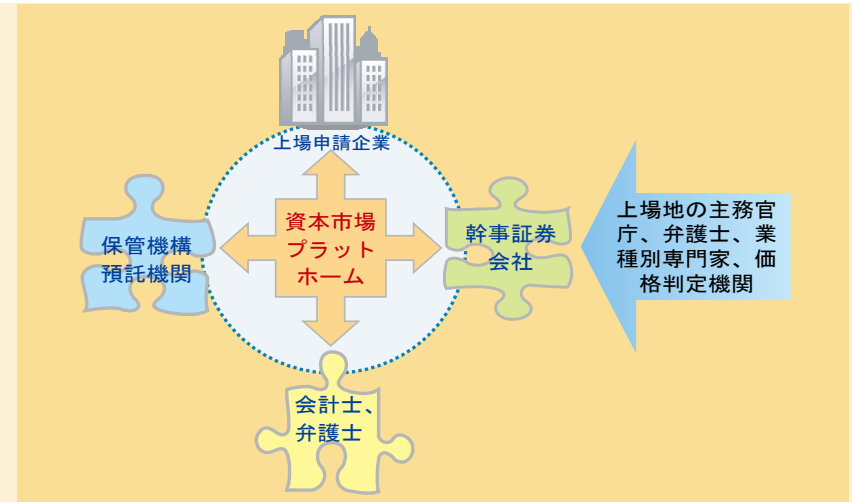 上場申請企業
資本市場
プラット
ホーム
保管機構
預託機関
幹事証券
会社
上場地の主務官
庁、弁護士、業
種別専門家、価
格判定機関
会計士、
弁護士